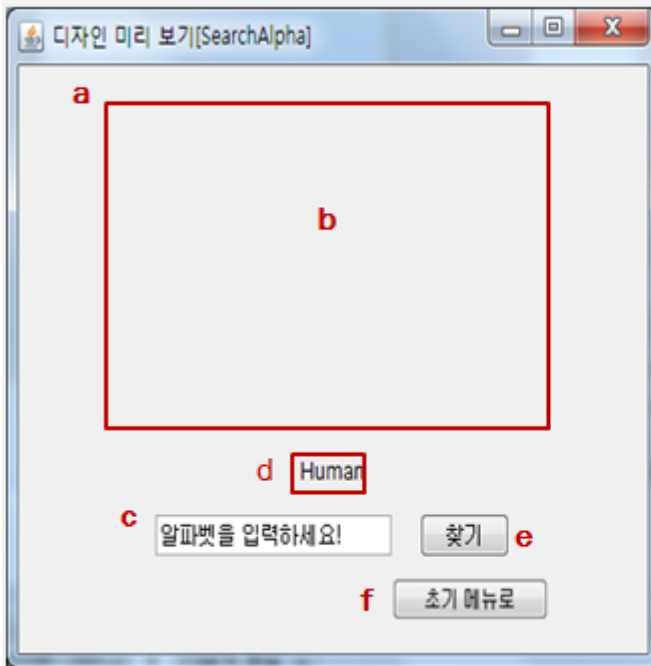 디자인 미리 보기[SearchAlpha]
a
b
d Human
c 알파벳을 입력하세요! 찾기 e
f 초기 메뉴로